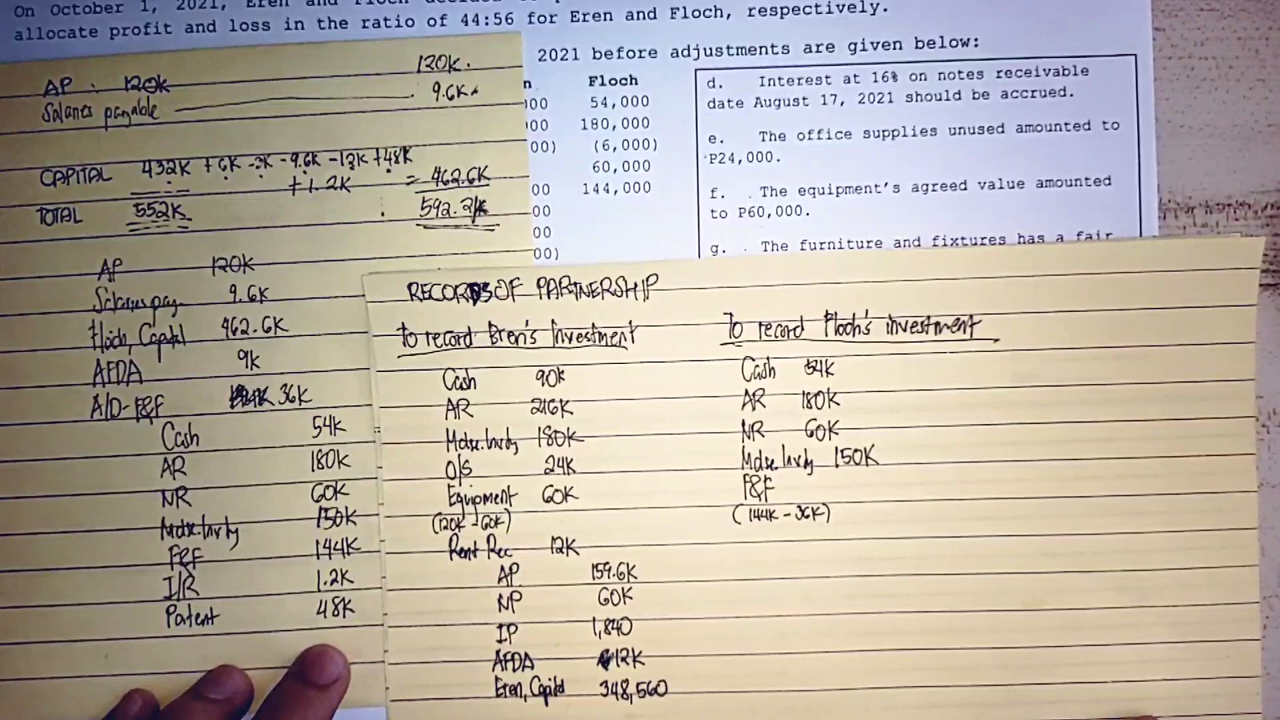 On October 1, 2021, Eren and Floch decided to
allocate profit and loss in the ratio of 44:56 for Eren and Floch, respectively.
2021 before adjustments are given below:
n Floch
000 54,000
00 180,000
00) (6,000)
60,000
00 144,000
00
00
00)
d. Interest at 16% on notes receivable
date August 17, 2021 should be accrued.
e. The office supplies unused amounted to
P24,000.
f. The equipment's agreed value amounted
to P60,000.
g. The furniture and fixtures has a fair
AP 120K 120K.
Salaries payable 9.6K
CAPITAL 432K + 6K - 3K - 9.6K - 12K + 48K
+1.2K = 462.6K
TOTAL 552K 592.2K
AP 120K
Salaries pay. 9.6K
Floch, Capital 462.6K
AFDA 9K
A/D-F&F 36K
Cash 54K
AR 180K
NR 60K
Mdse. Invty 150K
F&F 144K
I/R 1.2K
Patent 48K
RECORDS OF PARTNERSHIP
To record Eren's Investment
Cash 90K
AR 216K
Mdse. Invty 180K
O/S 24K
Equipment 60K
(120K - 60K)
Rent Rec 12K
AP 159.6K
NP 60K
IP 1,840
AFDA 12K
Eren, Capital 348,560
To record Floch's investment
Cash 54K
AR 180K
NR 60K
Mdse. Invty 150K
F&F
(144K - 36K)